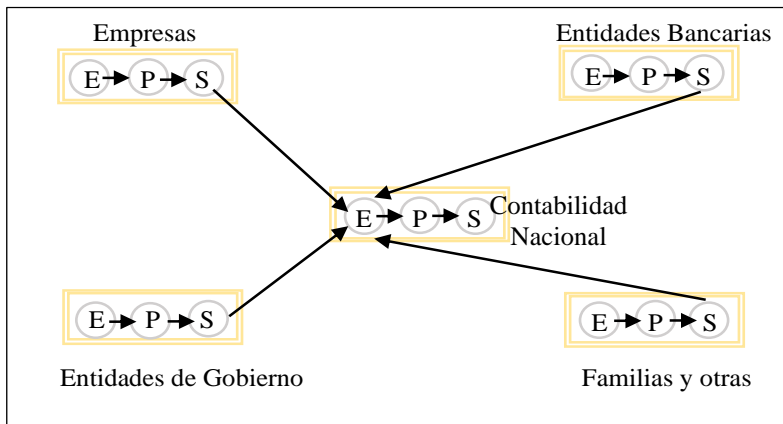 Empresas
E P S
Entidades Bancarias
E P S
E P S Contabilidad
Nacional
E P S
Entidades de Gobierno
E P S
Familias y otras